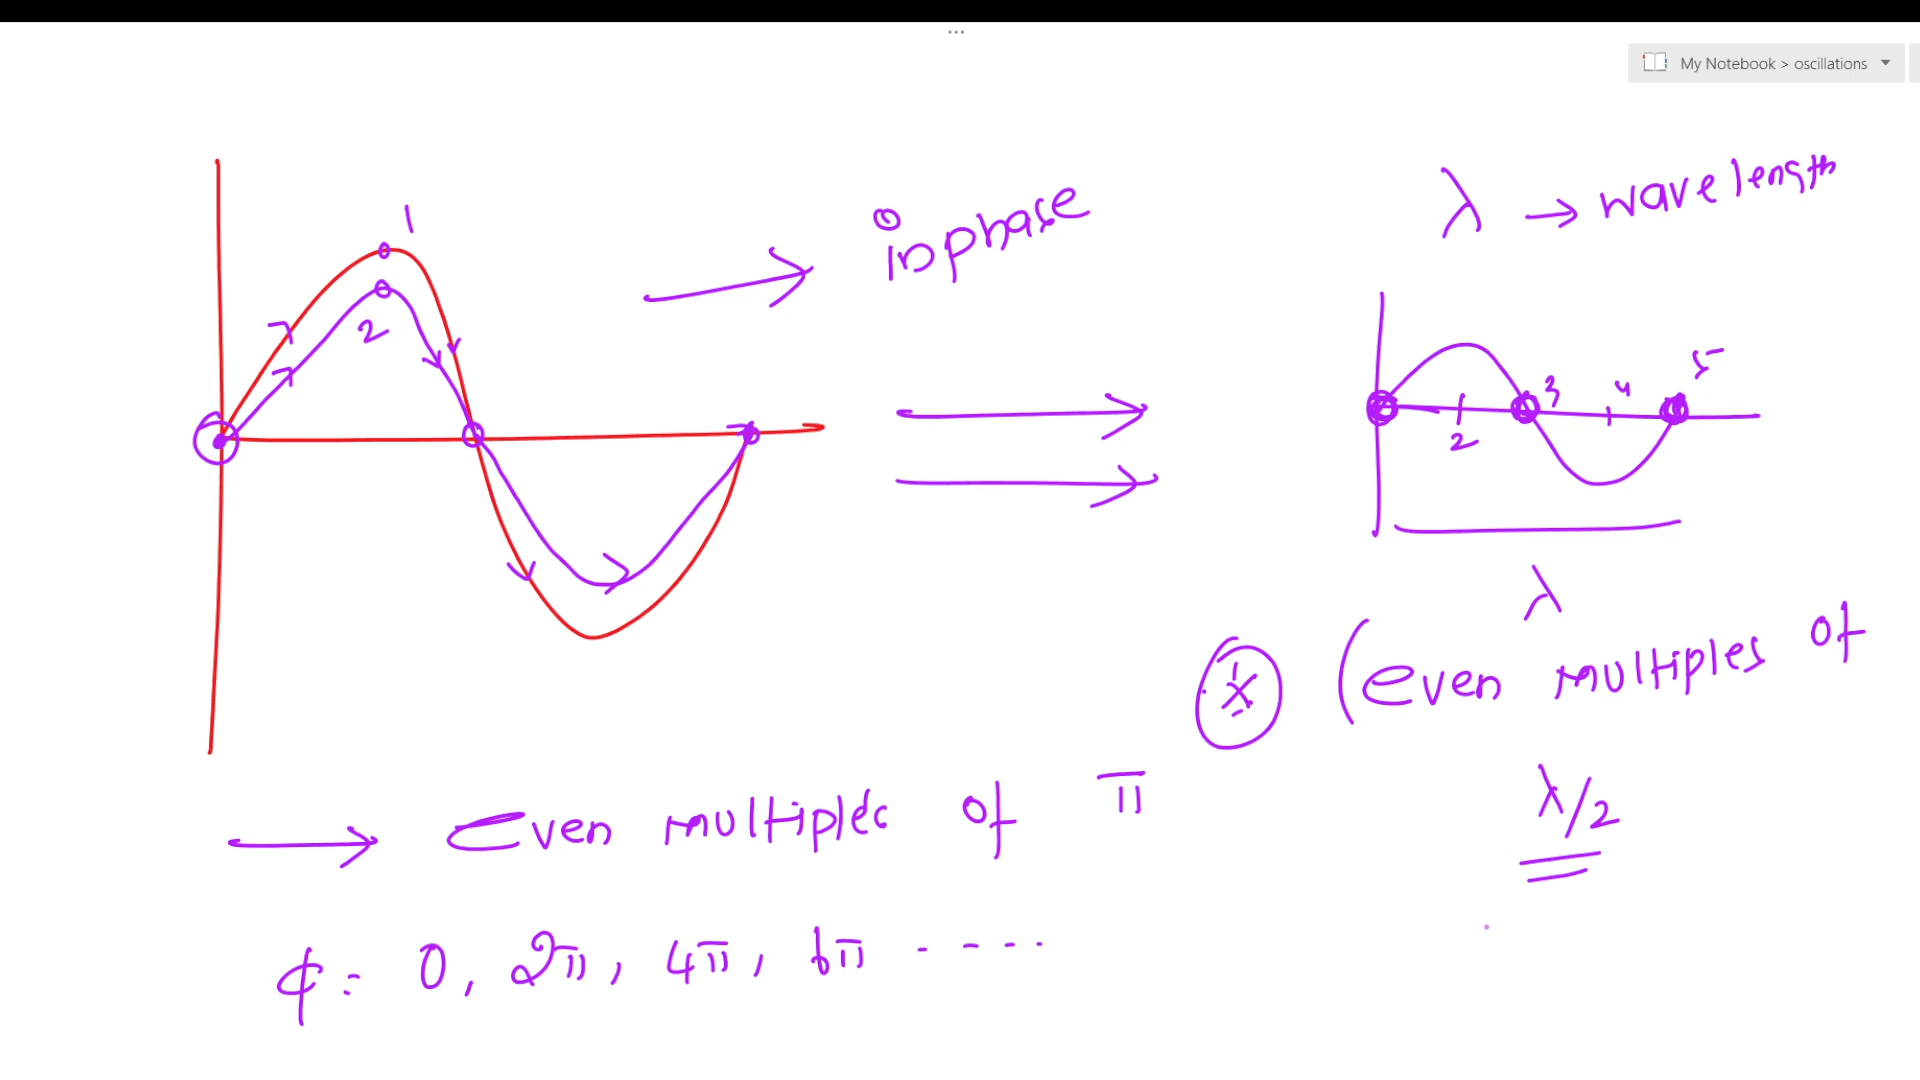 ...
My Notebook > oscillations
1
2
inphase
λ → wavelength
2
3
4
5
λ
(even multiples of
λ/2
→ Even multiples of π
φ = 0, 2π, 4π, 6π ----